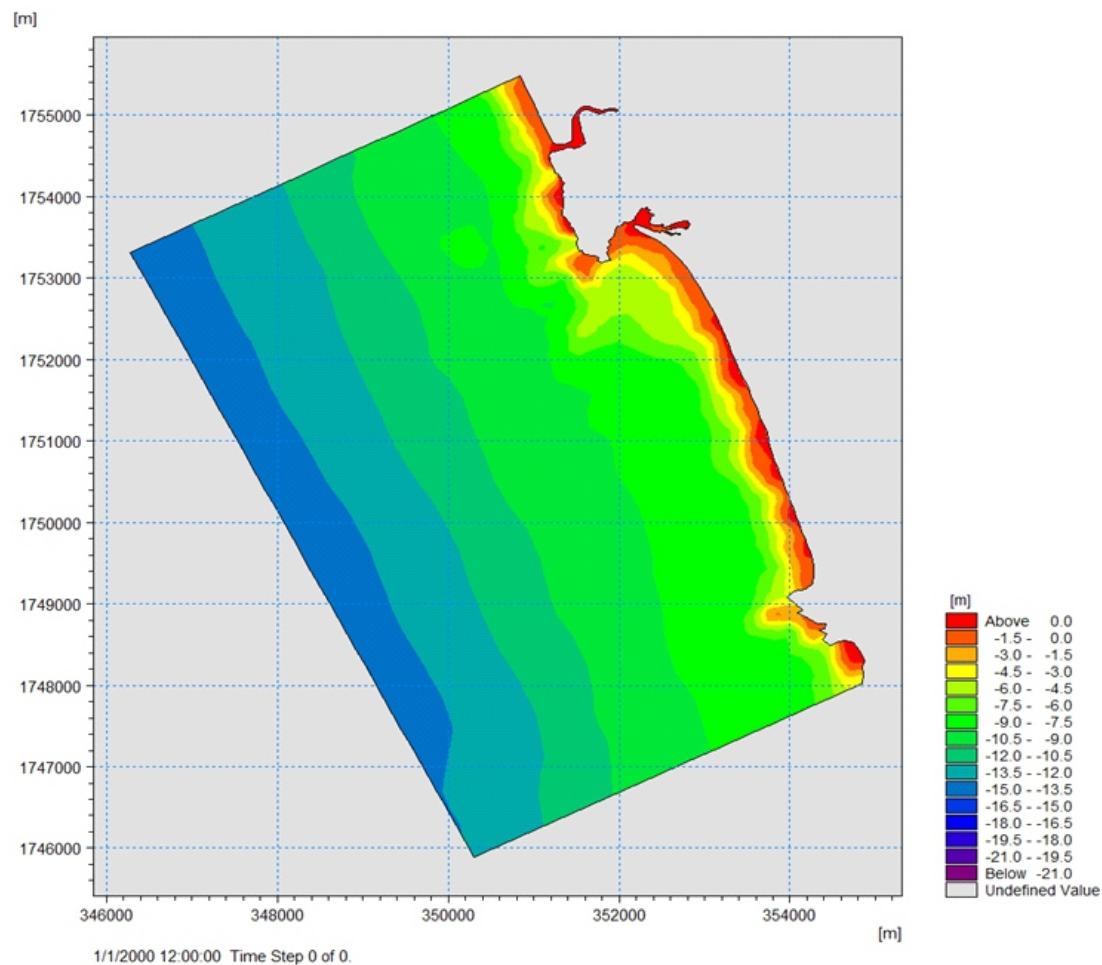 [m]
1755000
1754000
1753000
1752000
1751000
1750000
1749000
1748000
1747000
1746000
346000 348000 350000 352000 354000
[m]
1/1/2000 12:00:00 Time Step 0 of 0.
[m]
Above 0.0
-1.5 - 0.0
-3.0 - -1.5
-4.5 - -3.0
-6.0 - -4.5
-7.5 - -6.0
-9.0 - -7.5
-10.5 - -9.0
-12.0 - -10.5
-13.5 - -12.0
-15.0 - -13.5
-16.5 - -15.0
-18.0 - -16.5
-19.5 - -18.0
-21.0 - -19.5
Below -21.0
Undefined Value